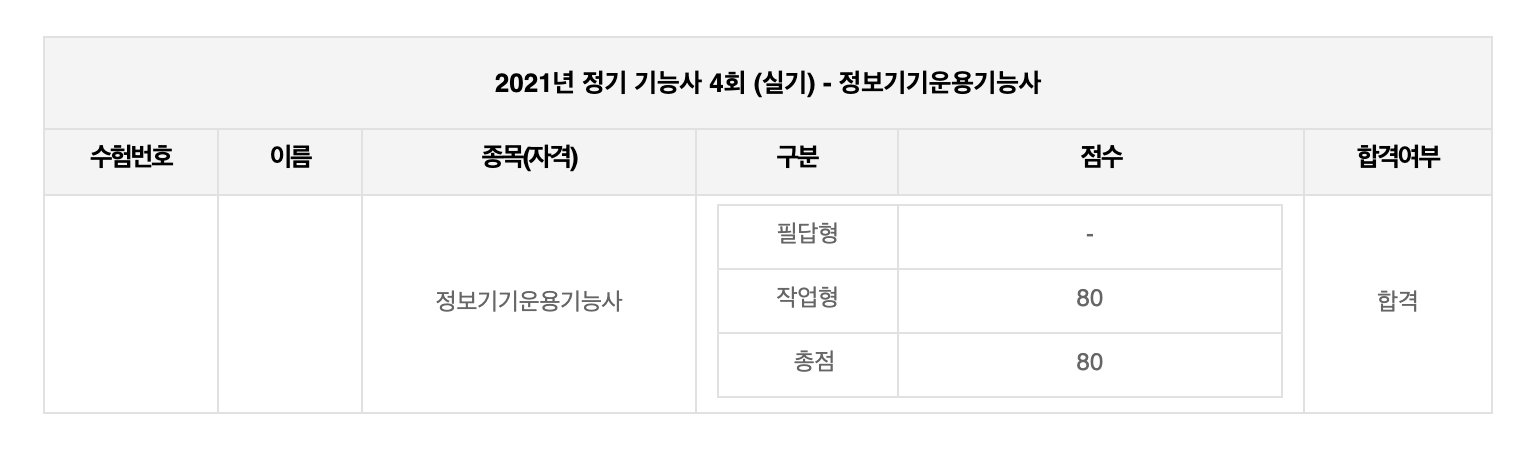 2021년 정기 기능사 4회 (실기) - 정보기기운용기능사
수험번호 이름 종목(자격) 구분 점수 합격여부
필답형 -
작업형 80
정보기기운용기능사 합격
총점 80